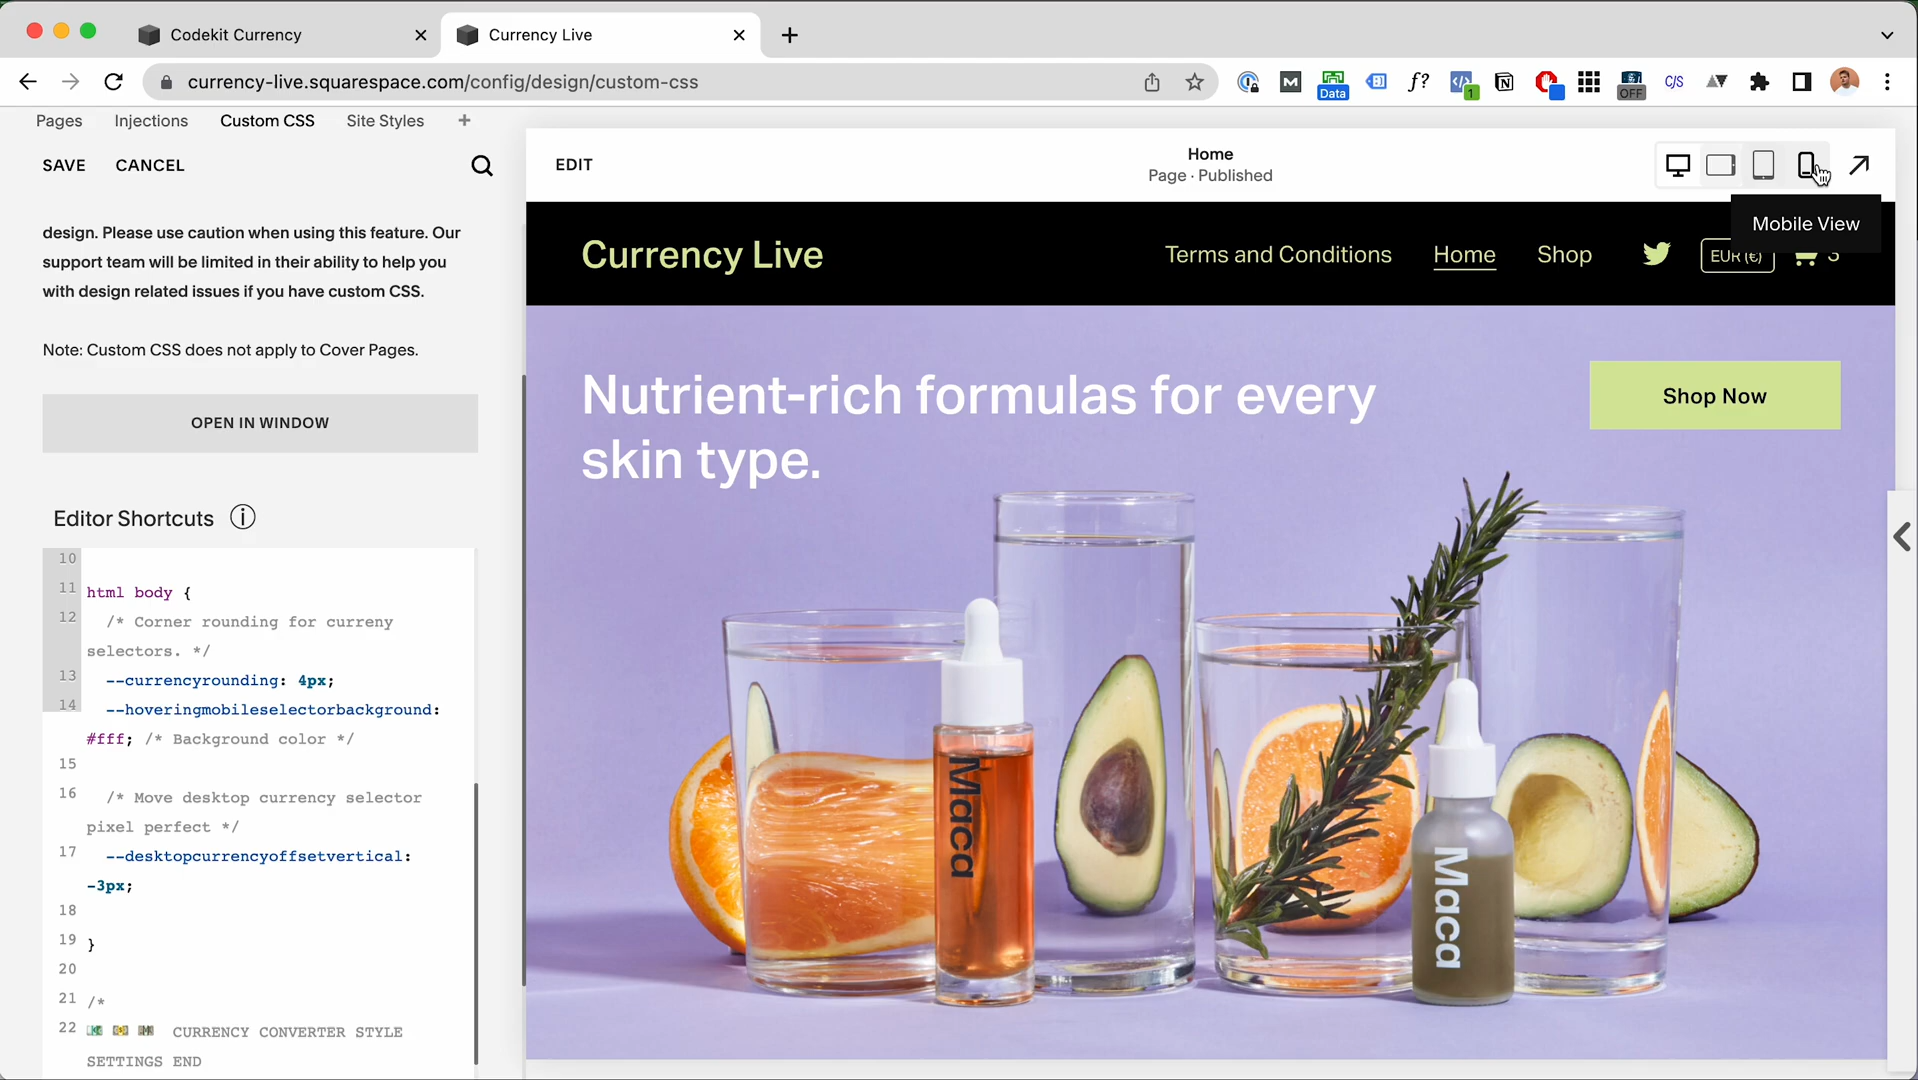 Codekit Currency
Currency Live
currency-live.squarespace.com/config/design/custom-css
Data
f?
1
OFF
C/S
Pages Injections Custom CSS Site Styles +
SAVE CANCEL
design. Please use caution when using this feature. Our
support team will be limited in their ability to help you
with design related issues if you have custom CSS.
Note: Custom CSS does not apply to Cover Pages.
OPEN IN WINDOW
Editor Shortcuts
10
11 html body {
12 /* Corner rounding for curreny
selectors. */
13 --currencyrounding: 4px;
14 --hoveringmobileselectorbackground:
#fff; /* Background color */
15
16 /* Move desktop currency selector
pixel perfect */
17 --desktopcurrencyoffsetvertical:
-3px;
18
19 }
20
21 /*
22 CURRENCY CONVERTER STYLE
SETTINGS END
EDIT
Home
Page · Published
Mobile View
Currency Live
Terms and Conditions Home Shop EUR (€) 3
Nutrient-rich formulas for every
skin type.
Shop Now
Maca
Maca